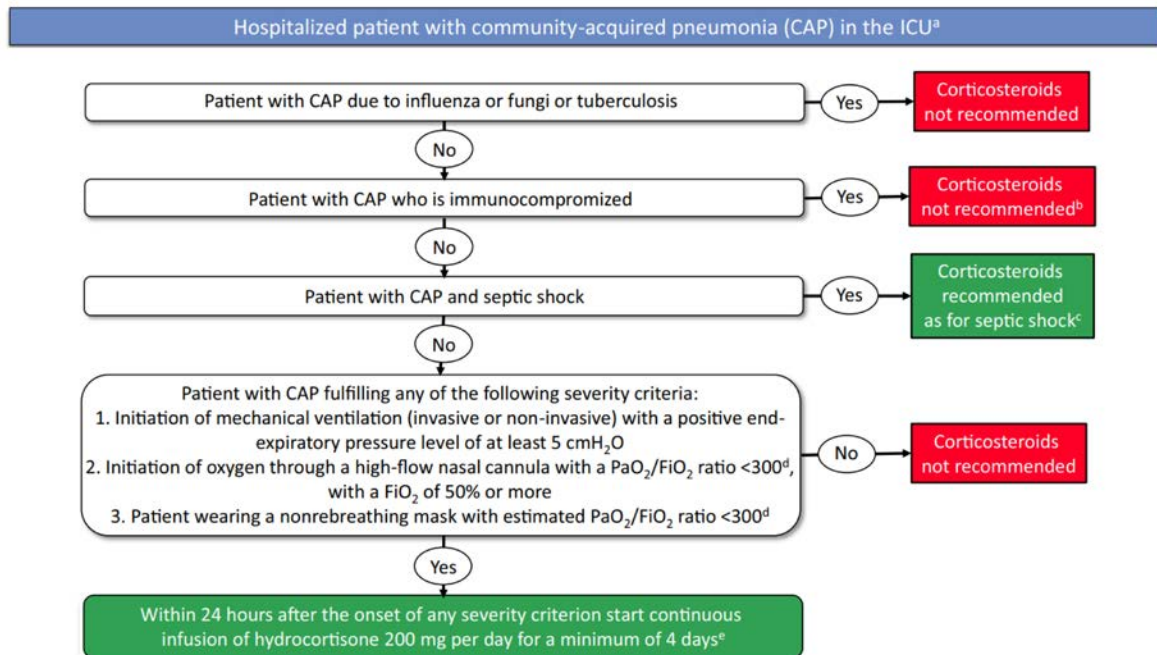 Hospitalized patient with community-acquired pneumonia (CAP) in the ICUᵃ
Patient with CAP due to influenza or fungi or tuberculosis
Yes
Corticosteroids
not recommended
No
Patient with CAP who is immunocompromized
Yes
Corticosteroids
not recommendedᵇ
No
Patient with CAP and septic shock
Yes
Corticosteroids
recommended
as for septic shockᶜ
No
Patient with CAP fulfilling any of the following severity criteria:
1. Initiation of mechanical ventilation (invasive or non-invasive) with a positive end-
expiratory pressure level of at least 5 cmH₂O
2. Initiation of oxygen through a high-flow nasal cannula with a PaO₂/FiO₂ ratio <300ᵈ,
with a FiO₂ of 50% or more
3. Patient wearing a nonrebreathing mask with estimated PaO₂/FiO₂ ratio <300ᵈ
No
Corticosteroids
not recommended
Yes
Within 24 hours after the onset of any severity criterion start continuous
infusion of hydrocortisone 200 mg per day for a minimum of 4 daysᵉ